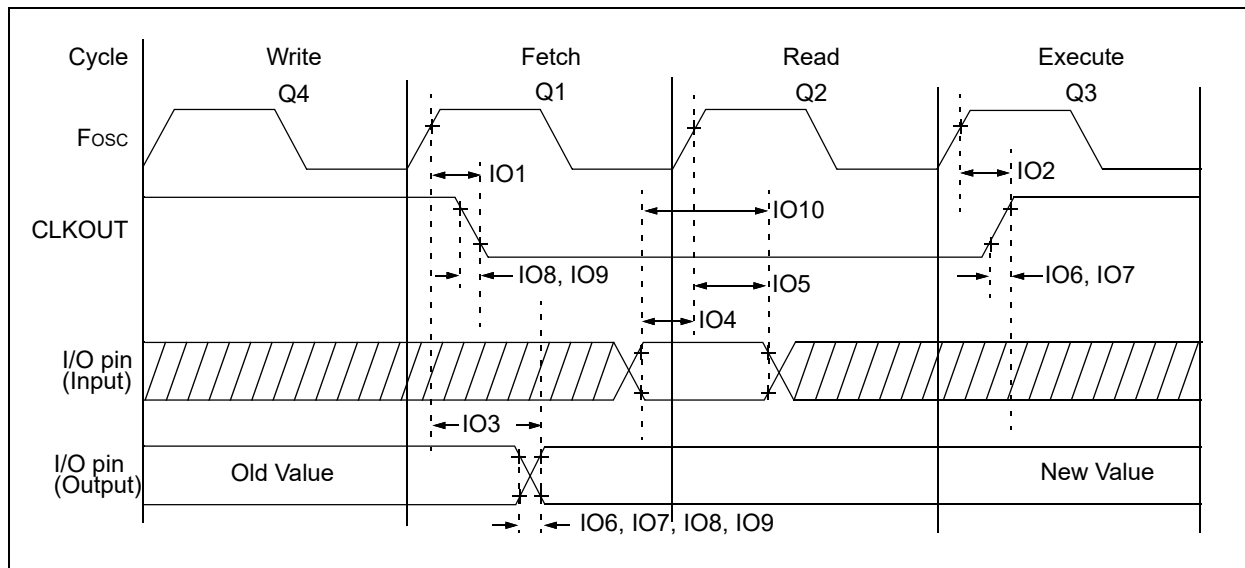 Cycle Write Fetch Read Execute
Q4 Q1 Q2 Q3
FOSC
IO1 IO2
IO10
CLKOUT
IO8, IO9 IO5 IO6, IO7
IO4
I/O pin
(Input)
IO3
I/O pin
(Output)
Old Value New Value
IO6, IO7, IO8, IO9